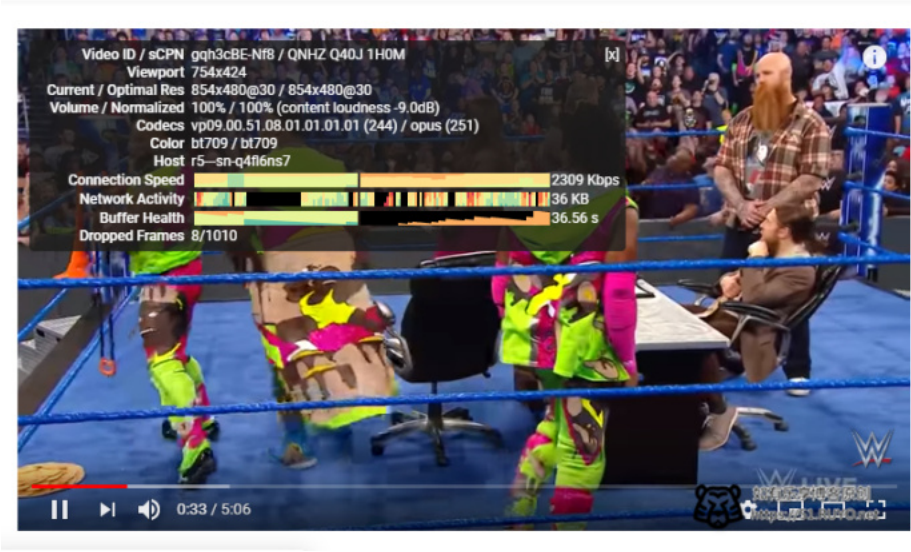 Video ID / sCPN gqh3cBE-Nf8 / QNHZ Q40J 1H0M [x]
Viewport 754x424
Current / Optimal Res 854x480@30 / 854x480@30
Volume / Normalized 100% / 100% (content loudness -9.0dB)
Codecs vp09.00.51.08.01.01.01.01 (244) / opus (251)
Color bt709 / bt709
Host r5---sn-q4fl6ns7
Connection Speed 2309 Kbps
Network Activity 36 KB
Buffer Health 36.56 s
Dropped Frames 8/1010
W
LIVE
0:33 / 5:06